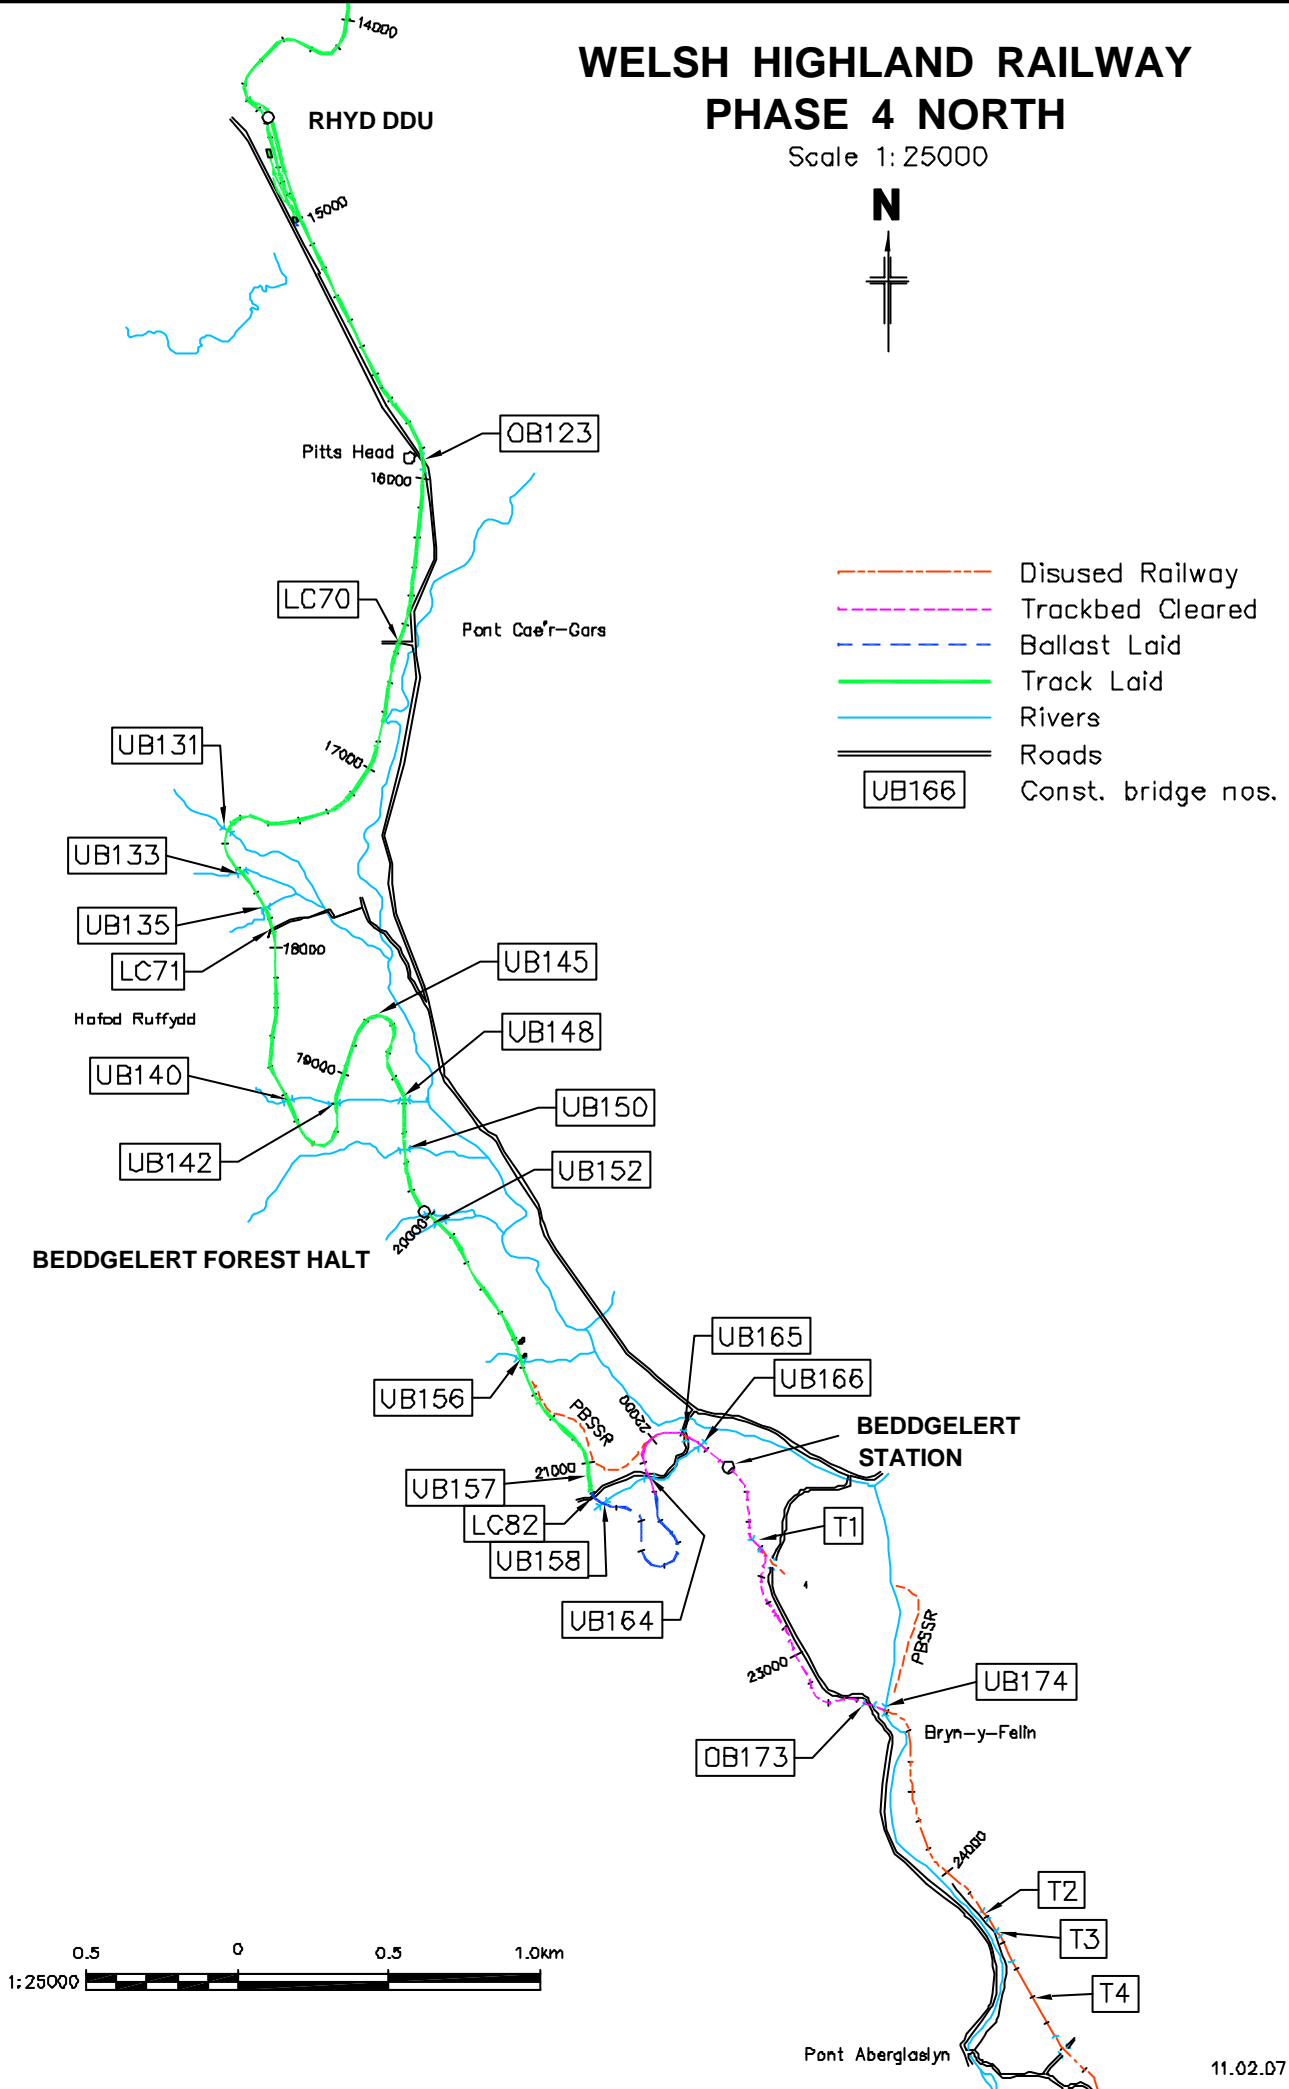 WELSH HIGHLAND RAILWAY
PHASE 4 NORTH
Scale 1:25000
N
14000
RHYD DDU
15000
OB123
Pitts Head
16000
LC70
Pont Cae'r-Gars
Disused Railway
Trackbed Cleared
Ballast Laid
Track Laid
Rivers
Roads
UB166
Const. bridge nos.
UB131
17000
UB133
UB135
18000
LC71
UB145
Hafod Ruffydd
UB148
19000
UB140
UB150
UB142
UB152
20000
BEDDGELERT FOREST HALT
UB165
UB166
UB156
PBSSR
22000
BEDDGELERT
STATION
21000
UB157
LC82
T1
UB158
UB164
PBSSR
23000
UB174
Bryn-y-Felin
OB173
24000
T2
T3
T4
0.5
0
0.5
1.0km
1:25000
Pont Aberglaslyn
11.02.07